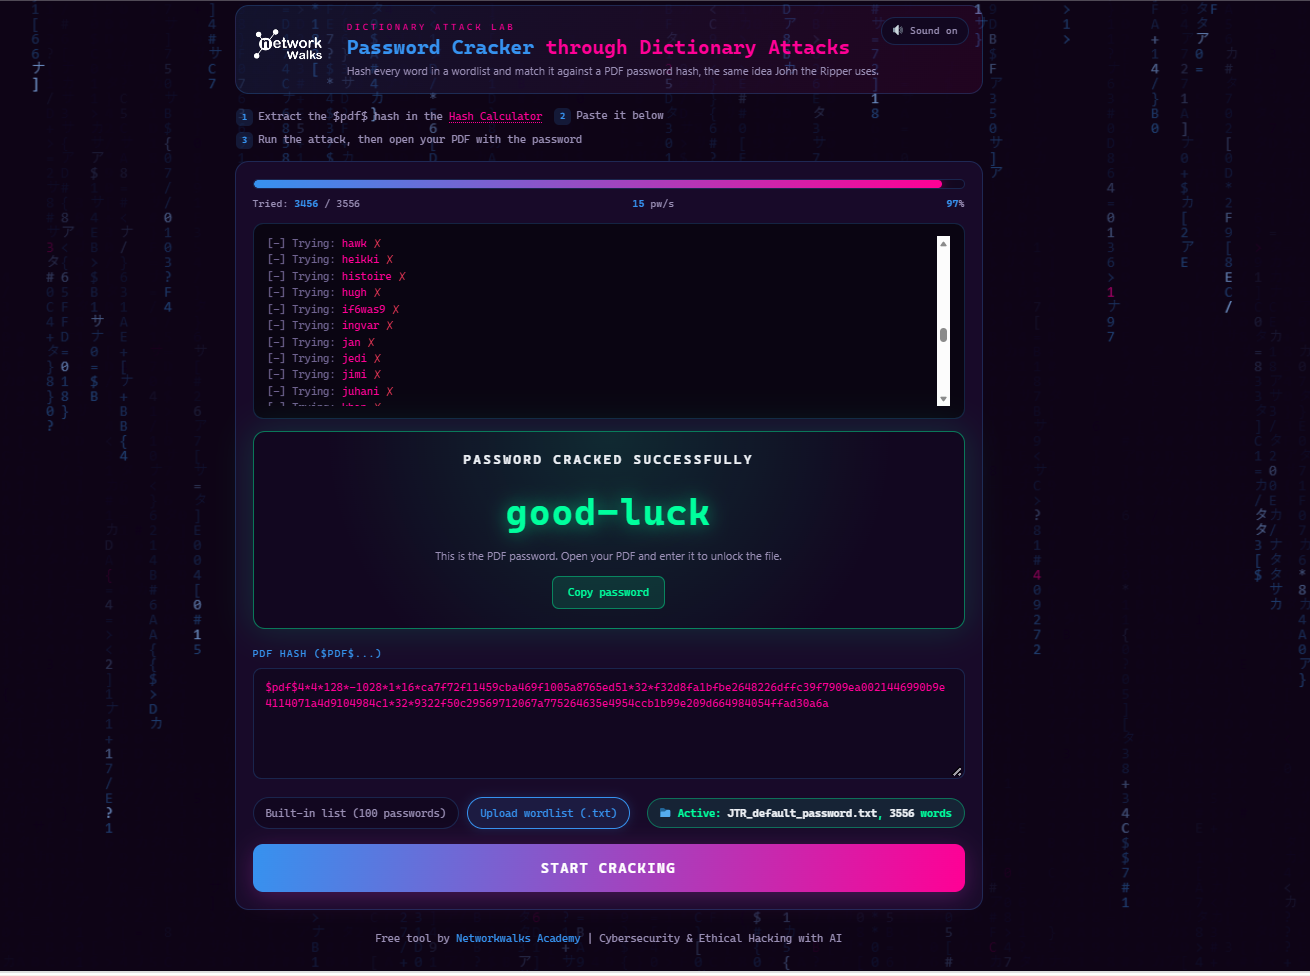 network
walks
DICTIONARY ATTACK LAB
Password Cracker through Dictionary Attacks
Hash every word in a wordlist and match it against a PDF password hash, the same idea John the Ripper uses.
Sound on
1 Extract the $pdf$ hash in the Hash Calculator 2 Paste it below
3 Run the attack, then open your PDF with the password
Tried: 3456 / 3556 15 pw/s 97%
[-] Trying: hawk ✗
[-] Trying: heikki ✗
[-] Trying: histoire ✗
[-] Trying: hugh ✗
[-] Trying: if6was9 ✗
[-] Trying: ingvar ✗
[-] Trying: jan ✗
[-] Trying: jedi ✗
[-] Trying: jimi ✗
[-] Trying: juhani ✗
PASSWORD CRACKED SUCCESSFULLY
good-luck
This is the PDF password. Open your PDF and enter it to unlock the file.
Copy password
PDF HASH ($PDF$...)
$pdf$4*4*128*-1028*1*16*ca7f72f11459cba469f1005a8765ed51*32*f32d8fa1bfbe2648226dffc39f7909ea0021446990b9e
4114071a4d9104984c1*32*9322f50c29569712067a775264635e4954ccb1b99e209d664984054ffad30a6a
Built-in list (100 passwords) Upload wordlist (.txt) Active: JTR_default_password.txt, 3556 words
START CRACKING
Free tool by Networkwalks Academy | Cybersecurity & Ethical Hacking with AI